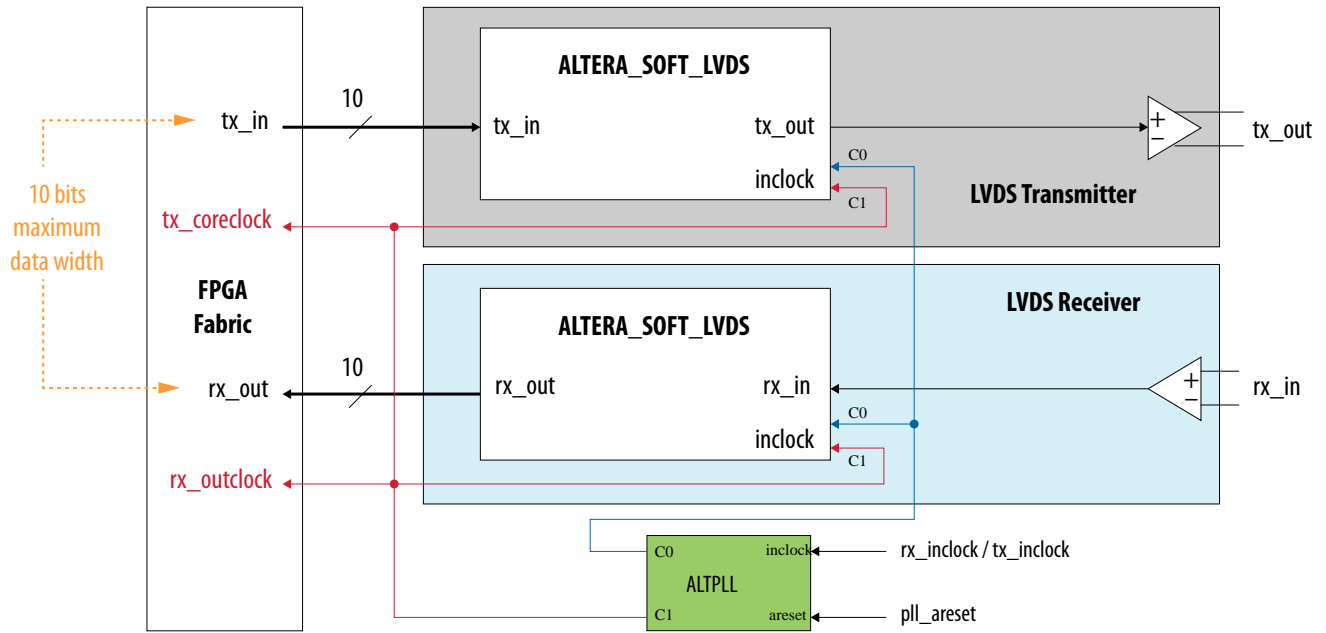 10 bits
maximum
data width
tx_in
tx_coreclock
FPGA
Fabric
rx_out
rx_outclock
10
10
ALTERA_SOFT_LVDS
tx_in
tx_out
inclock
C0
C1
LVDS Transmitter
+
−
tx_out
LVDS Receiver
ALTERA_SOFT_LVDS
rx_out
rx_in
inclock
C0
C1
+
−
rx_in
C0
inclock
ALTPLL
C1
areset
rx_inclock / tx_inclock
pll_areset